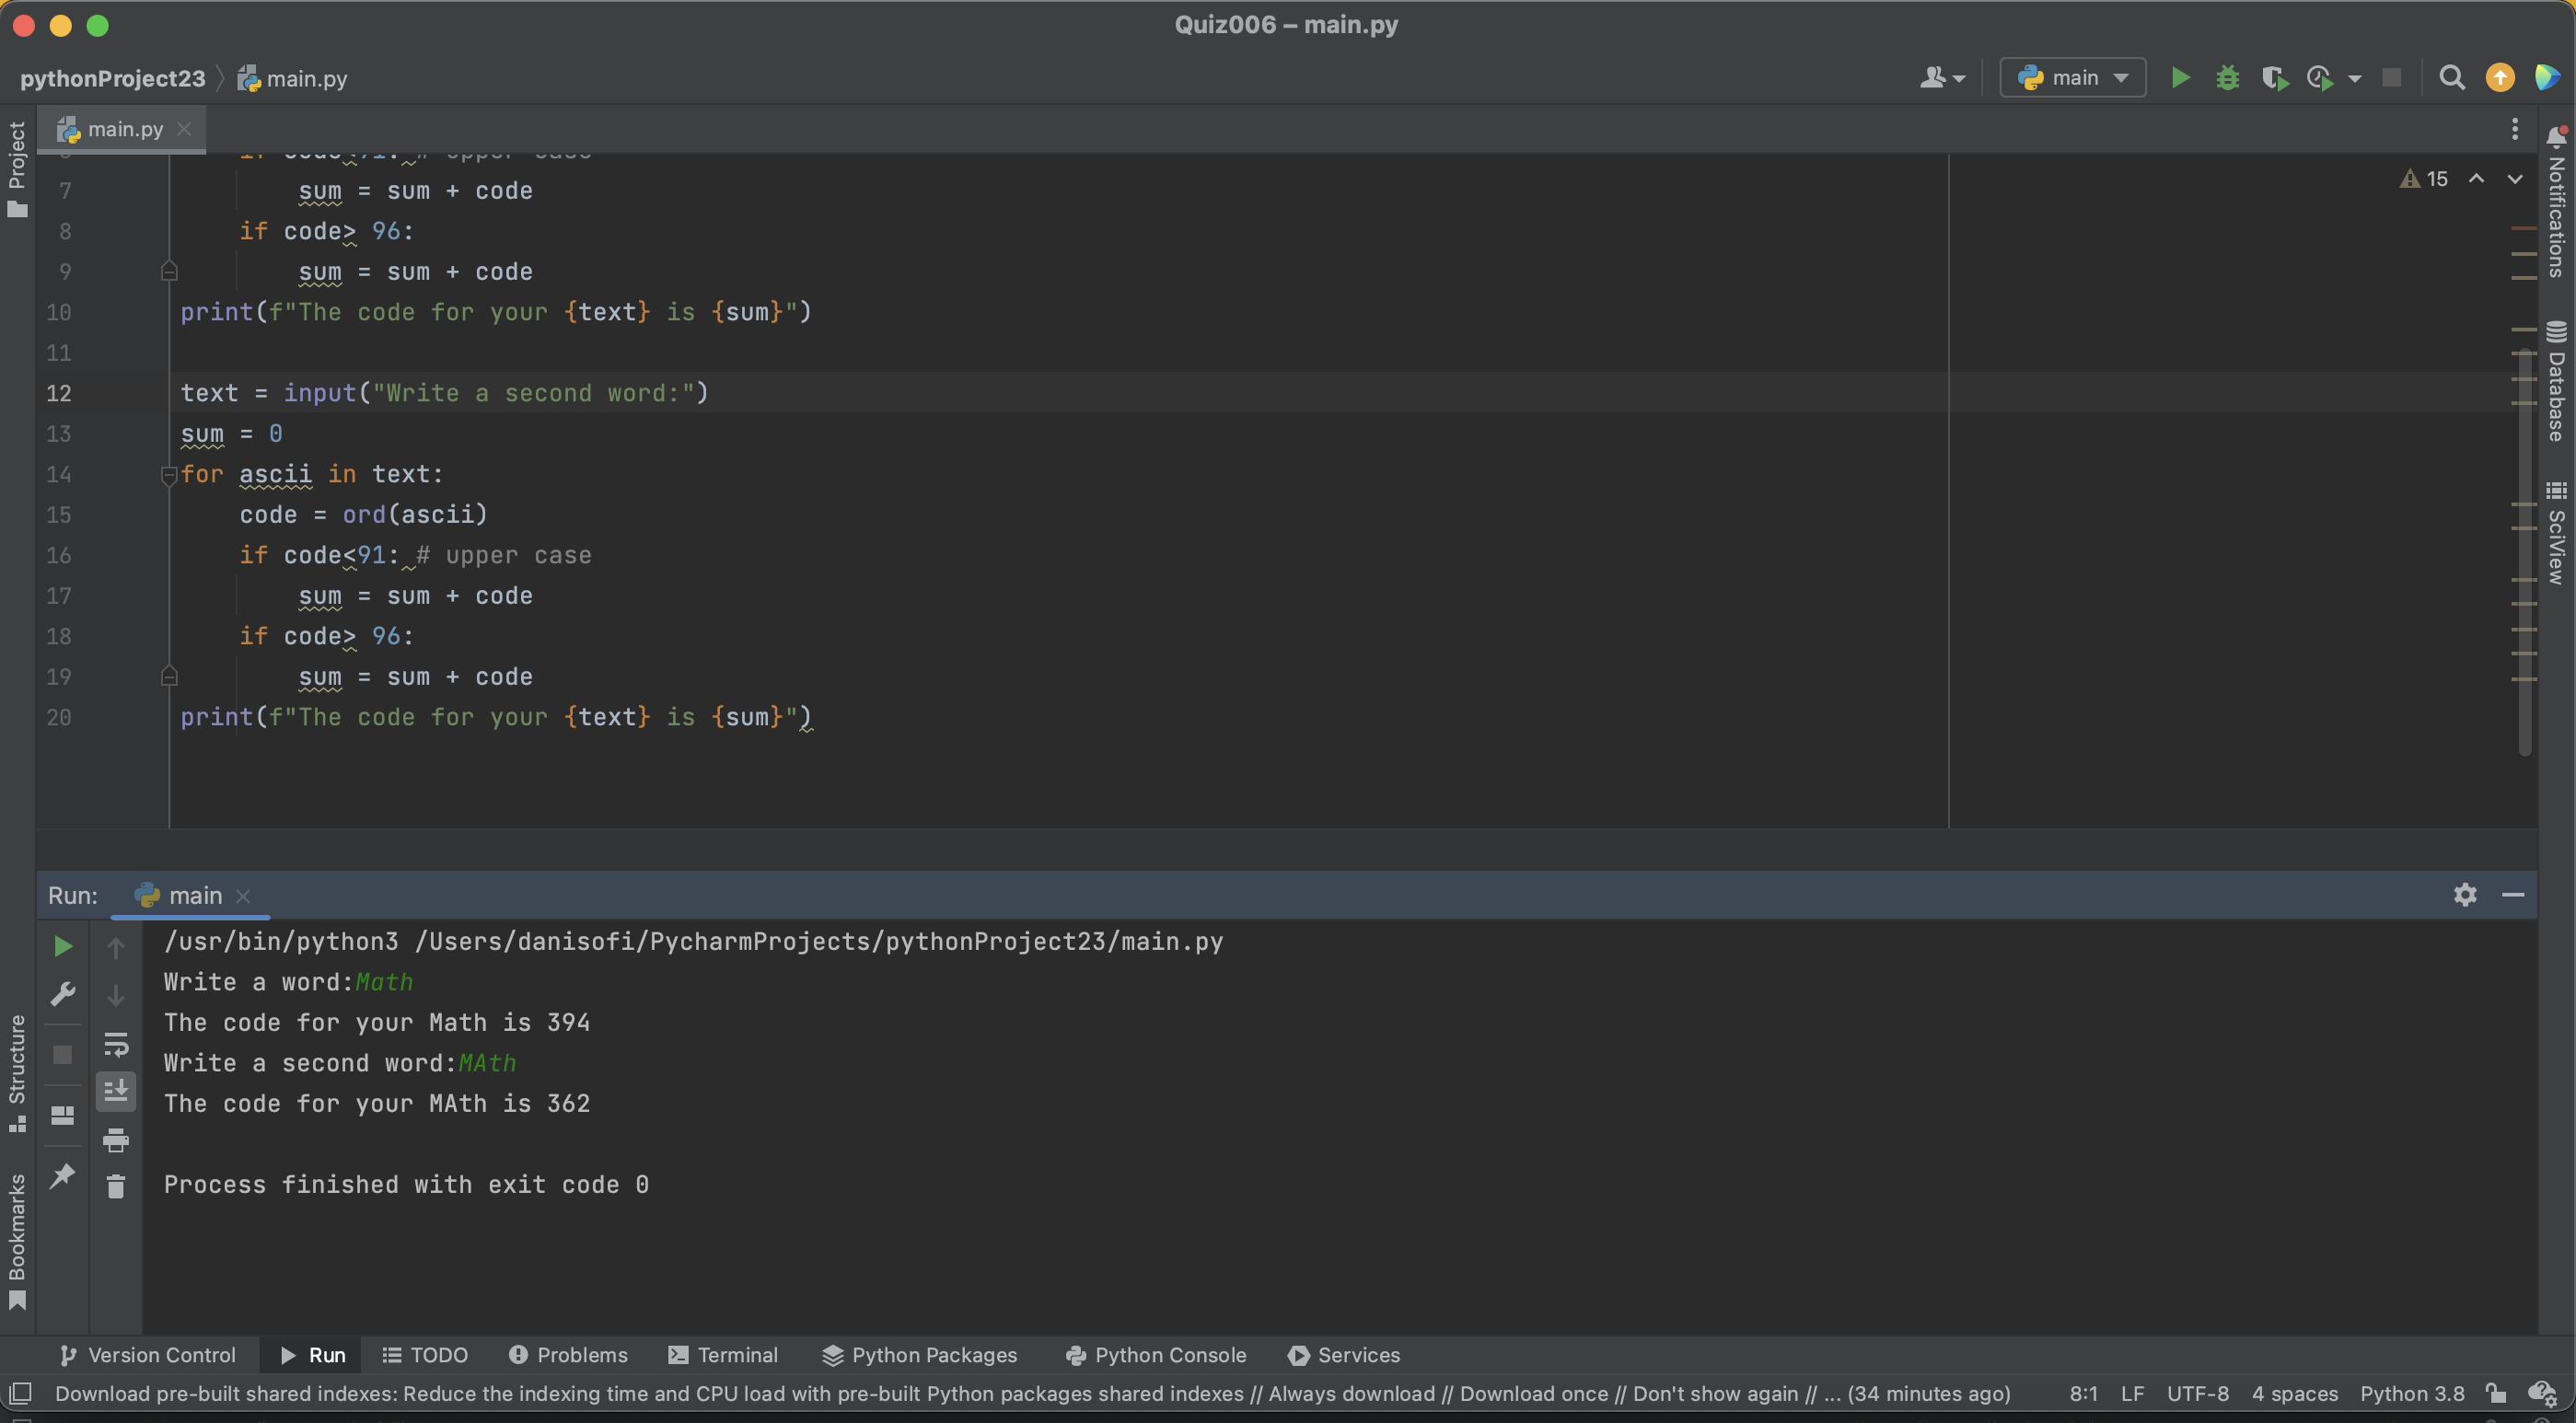 Quiz006 – main.py
pythonProject23 main.py
main
main.py
Project
15
if code<91: # upper case
7 sum = sum + code
8 if code> 96:
9 sum = sum + code
10 print(f"The code for your {text} is {sum}")
11
12 text = input("Write a second word:")
13 sum = 0
14 for ascii in text:
15 code = ord(ascii)
16 if code<91: # upper case
17 sum = sum + code
18 if code> 96:
19 sum = sum + code
20 print(f"The code for your {text} is {sum}")
Notifications
Database
SciView
Run: main
/usr/bin/python3 /Users/danisofi/PycharmProjects/pythonProject23/main.py
Write a word:Math
The code for your Math is 394
Write a second word:MAth
The code for your MAth is 362
Process finished with exit code 0
Structure
Bookmarks
Version Control Run TODO Problems Terminal Python Packages Python Console Services
Download pre-built shared indexes: Reduce the indexing time and CPU load with pre-built Python packages shared indexes // Always download // Download once // Don't show again // ... (34 minutes ago) 8:1 LF UTF-8 4 spaces Python 3.8